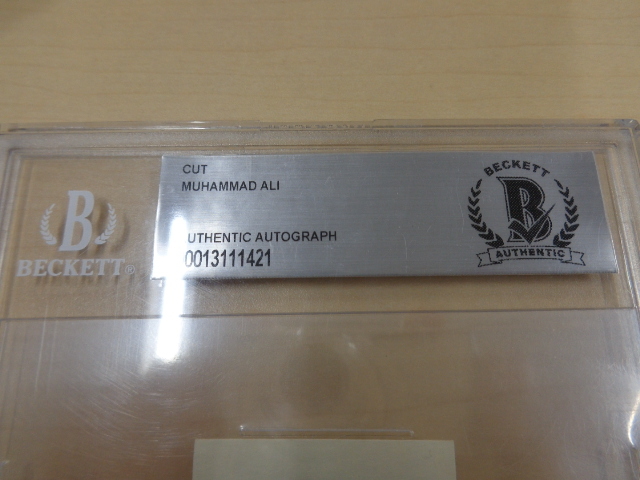 CUT
MUHAMMAD ALI
UTHENTIC AUTOGRAPH
0013111421
B
BECKETT®
BECKETT
B
AUTHENTIC